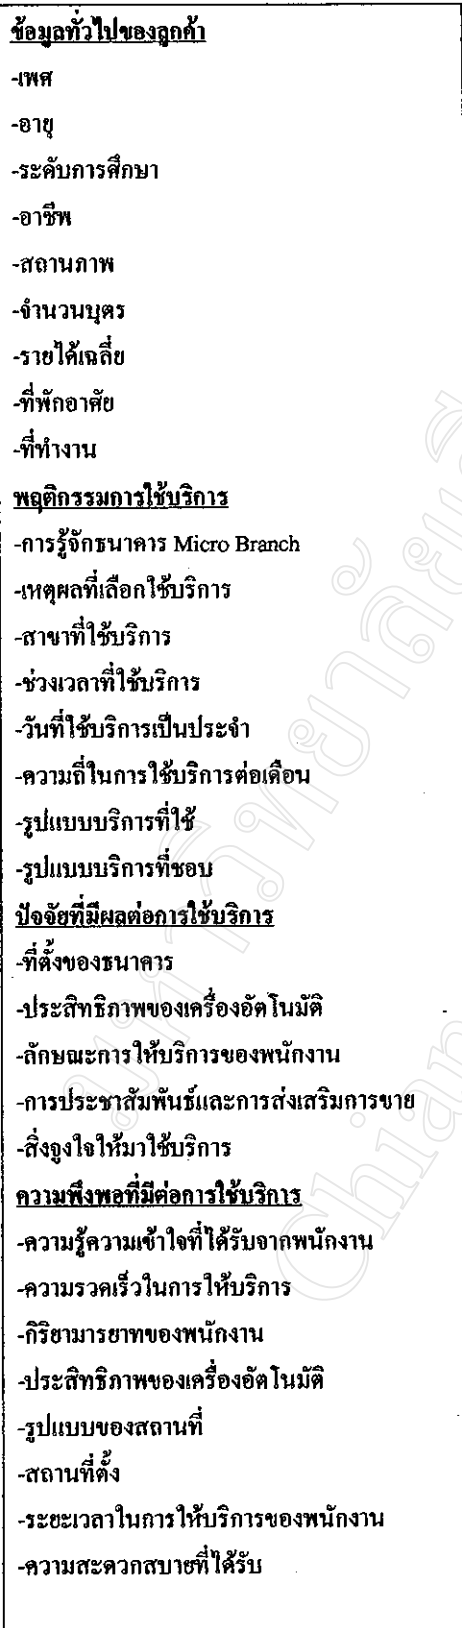 ข้อมูลทั่วไปของลูกค้า
-เพศ
-อายุ
-ระดับการศึกษา
-อาชีพ
-สถานภาพ
-จำนวนบุตร
-รายได้เฉลี่ย
-ที่พักอาศัย
-ที่ทำงาน
พฤติกรรมการใช้บริการ
-การรู้จักธนาคาร Micro Branch
-เหตุผลที่เลือกใช้บริการ
-สาขาที่ใช้บริการ
-ช่วงเวลาที่ใช้บริการ
-วันที่ใช้บริการเป็นประจำ
-ความถี่ในการใช้บริการต่อเดือน
-รูปแบบบริการที่ใช้
-รูปแบบบริการที่ชอบ
ปัจจัยที่มีผลต่อการใช้บริการ
-ที่ตั้งของธนาคาร
-ประสิทธิภาพของเครื่องอัตโนมัติ
-ลักษณะการให้บริการของพนักงาน
-การประชาสัมพันธ์และการส่งเสริมการขาย
-สิ่งจูงใจให้มาใช้บริการ
ความพึงพอที่มีต่อการใช้บริการ
-ความรู้ความเข้าใจที่ได้รับจากพนักงาน
-ความรวดเร็วในการให้บริการ
-กิริยามารยาทของพนักงาน
-ประสิทธิภาพของเครื่องอัตโนมัติ
-รูปแบบของสถานที่
-สถานที่ตั้ง
-ระยะเวลาในการให้บริการของพนักงาน
-ความสะดวกสบายที่ได้รับ